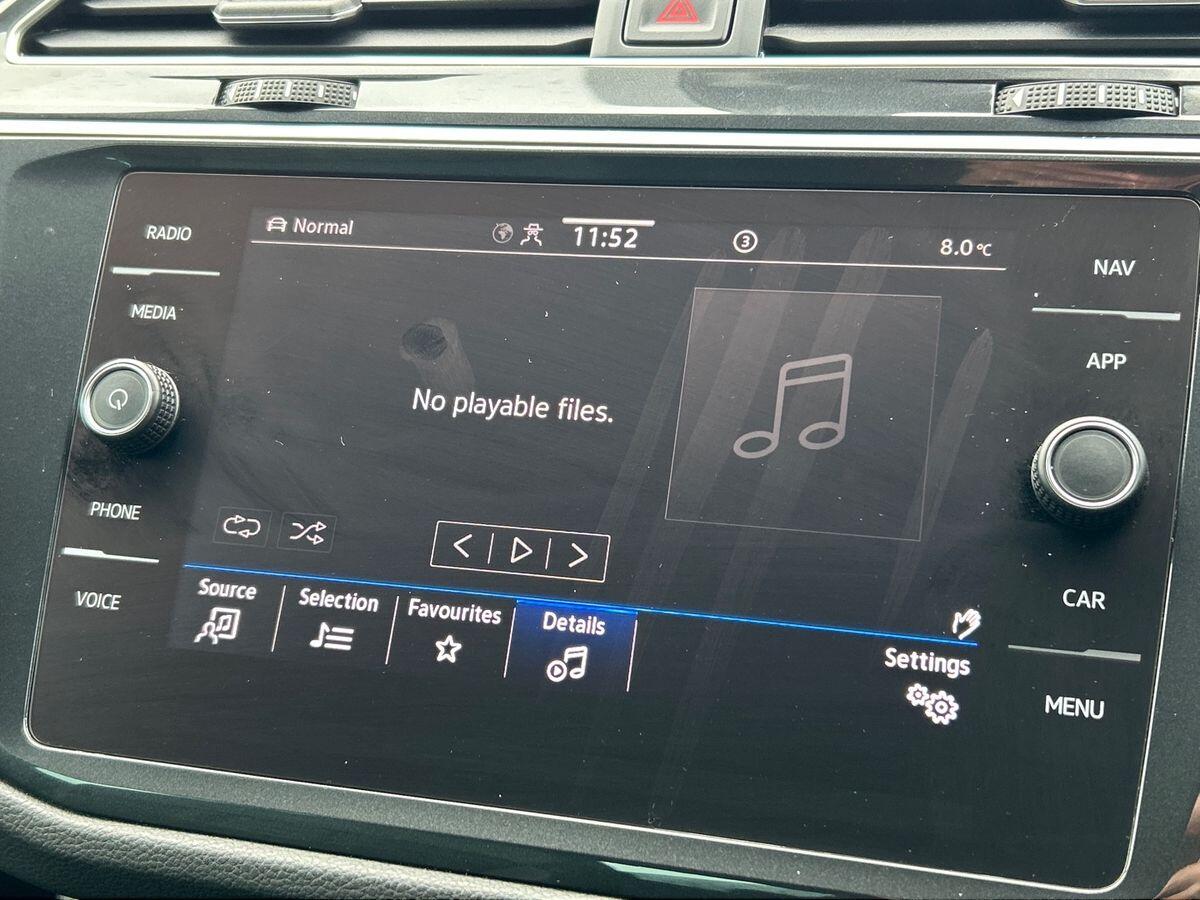 RADIO
MEDIA
PHONE
VOICE
Normal
11:52
3
8.0°C
No playable files.
Source
Selection
Favourites
Details
Settings
NAV
APP
CAR
MENU